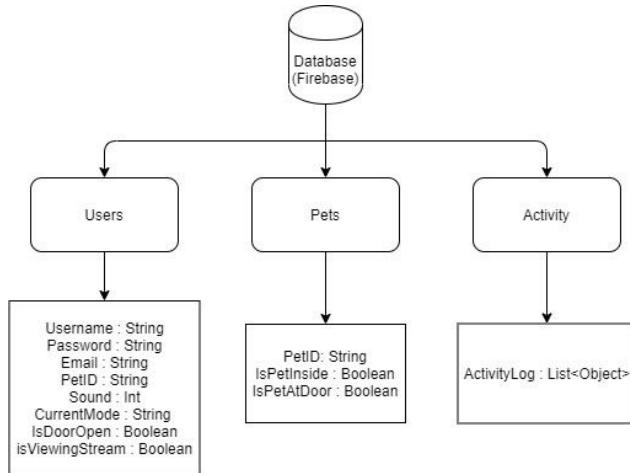 Database
(Firebase)
Users
Pets
Activity
Username : String
Password : String
Email : String
PetID : String
Sound : Int
CurrentMode : String
IsDoorOpen : Boolean
isViewingStream : Boolean
PetID: String
IsPetInside : Boolean
IsPetAtDoor : Boolean
ActivityLog : List<Object>